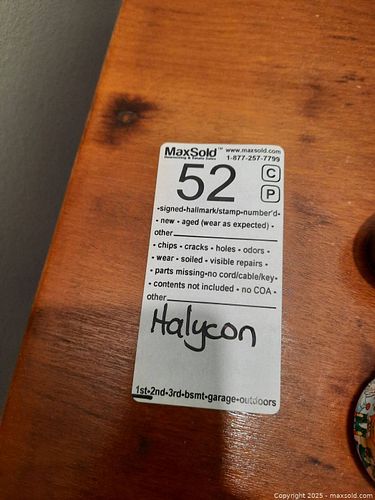 MaxSold™ www.maxsold.com
1-877-257-7799
52 C
P
•signed•hallmark/stamp•number'd•
• new • aged (wear as expected) •
other
• chips • cracks • holes • odors •
• wear • soiled • visible repairs •
• parts missing•no cord/cable/key•
• contents not included • no COA •
other
Halycon
1st•2nd•3rd•bsmt•garage•outdoors
Copyright © 2025 - maxsold.com